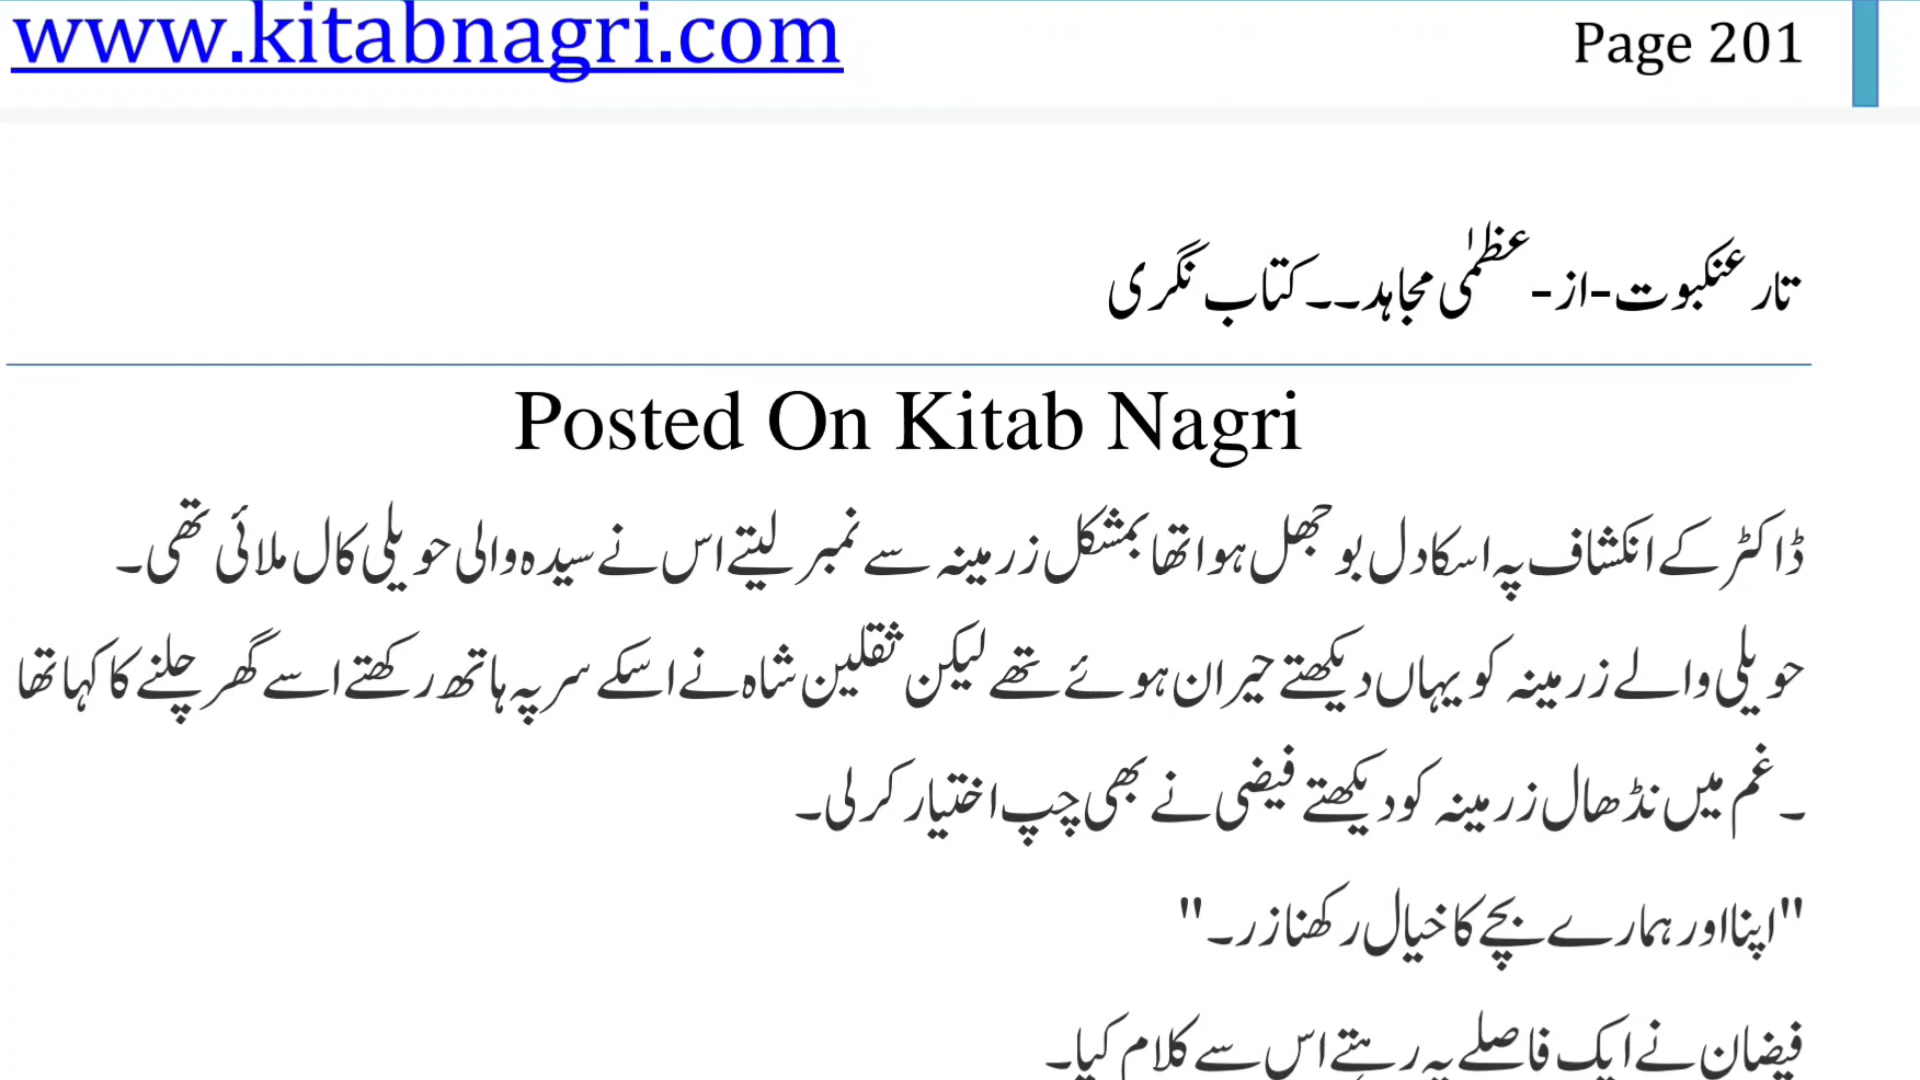 www.kitabnagri.com Page 201
تار عنکبوت-از-عظمٰی مجاہد۔۔کتاب نگری
Posted On Kitab Nagri
ڈاکٹر کے انکشاف پہ اسکا دل بوجھل ہوا تھا بمشکل زرمینہ سے نمبر لیتے اس نے سیدہ والی حویلی کال ملائی تھی۔
حویلی والے زرمینہ کو یہاں دیکھتے حیران ہوئے تھے لیکن ثقلین شاہ نے اسکے سر پہ ہاتھ رکھتے اسے گھر چلنے کا کہا تھا
۔غم میں نڈھال زرمینہ کو دیکھتے فیضی نے بھی چپ اختیار کر لی۔
"اپنا اور ہمارے بچے کا خیال رکھنا زر۔"
فیضان نے ایک فاصلے پہ رہتے اس سے کلام کیا۔